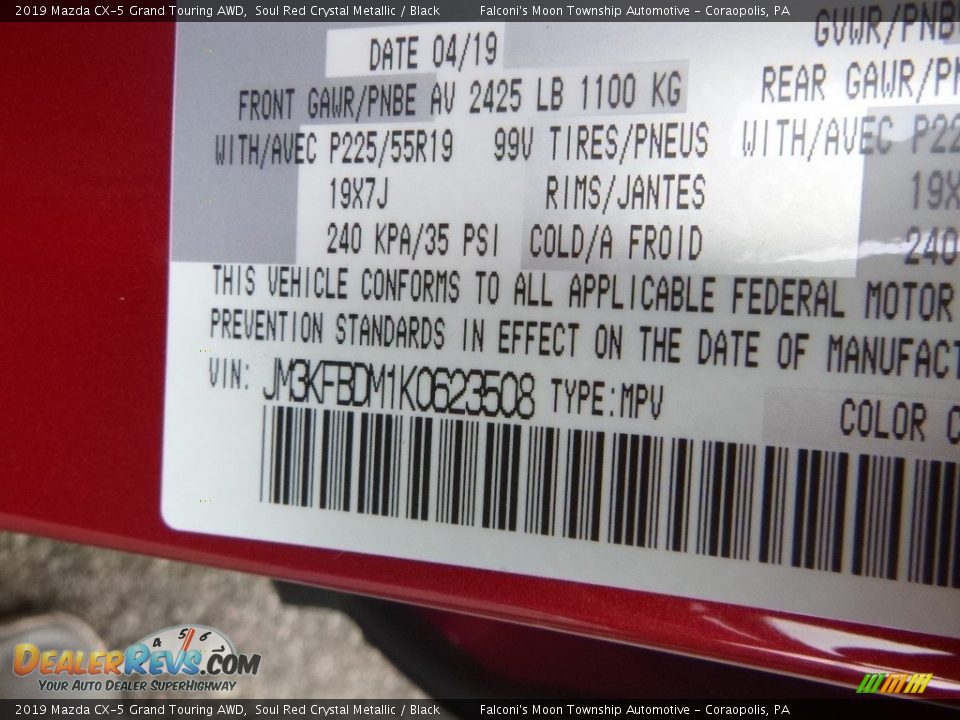 2019 Mazda CX-5 Grand Touring AWD, Soul Red Crystal Metallic / Black Falconi's Moon Township Automotive - Coraopolis, PA
DATE 04/19 GVWR/PNB
FRONT GAWR/PNBE AV 2425 LB 1100 KG REAR GAWR/PN
WITH/AVEC P225/55R19 99V TIRES/PNEUS WITH/AVEC P22
19X7J RIMS/JANTES 19X
240 KPA/35 PSI COLD/A FROID 240
THIS VEHICLE CONFORMS TO ALL APPLICABLE FEDERAL MOTOR
PREVENTION STANDARDS IN EFFECT ON THE DATE OF MANUFACT
VIN: JM3KFBDM1K0623508 TYPE:MPV
COLOR C
4 5 6
DealerRevs.com
Your Auto Dealer SuperHighway
2019 Mazda CX-5 Grand Touring AWD, Soul Red Crystal Metallic / Black Falconi's Moon Township Automotive - Coraopolis, PA